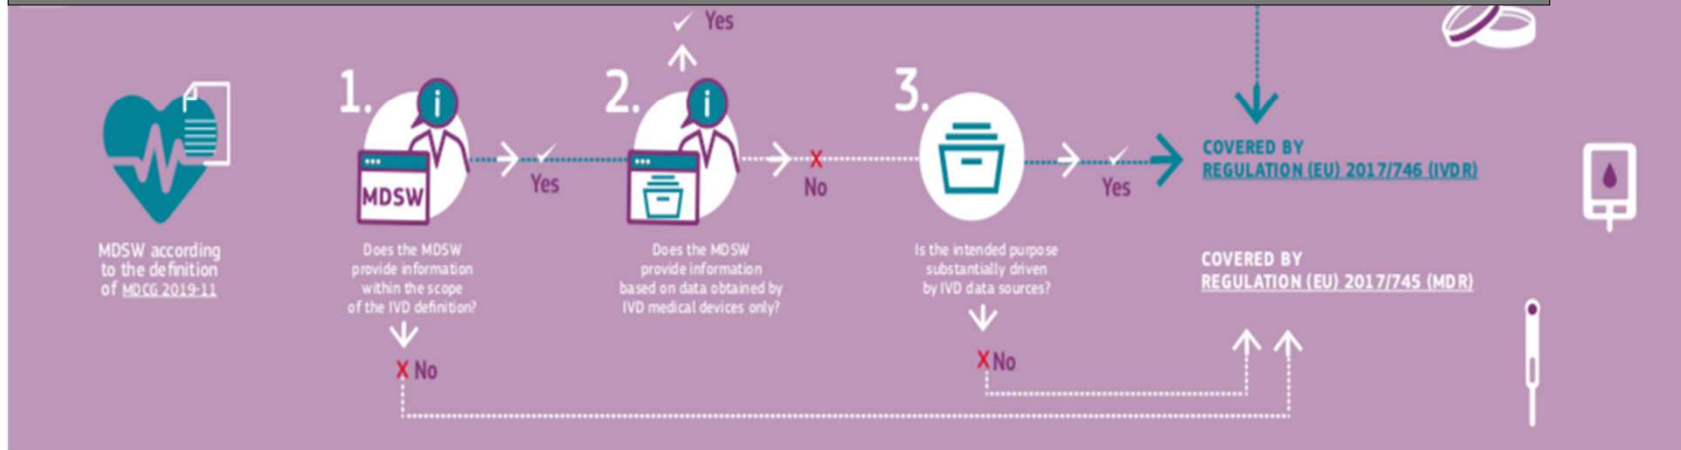 Yes
1.
2.
3.
i
i
MDSW
Yes
X
No
Yes
COVERED BY
REGULATION (EU) 2017/746 (IVDR)
MDSW according
to the definition
of MDCG 2019-11
Does the MDSW
provide information
within the scope
of the IVD definition?
Does the MDSW
provide information
based on data obtained by
IVD medical devices only?
Is the intended purpose
substantially driven
by IVD data sources?
COVERED BY
REGULATION (EU) 2017/745 (MDR)
X No
X No